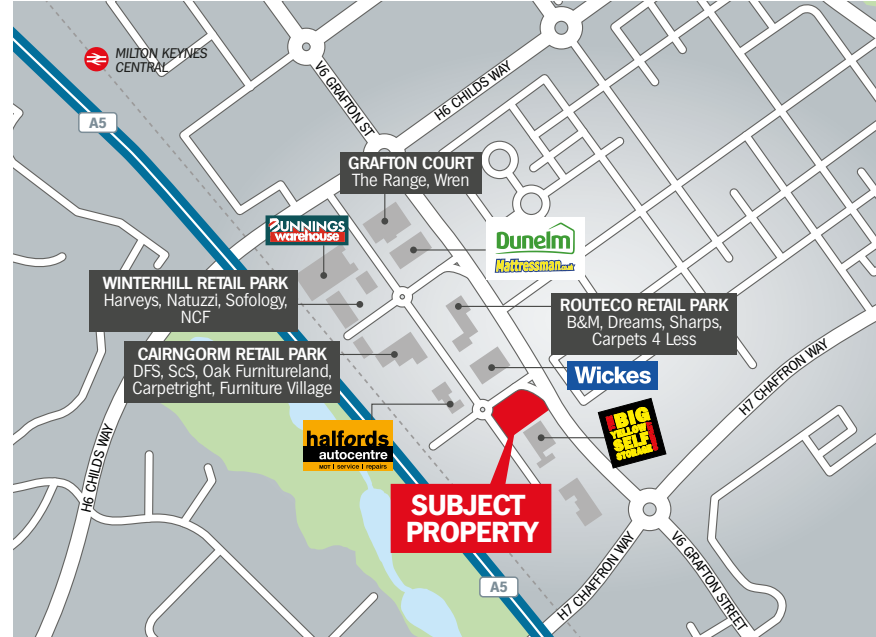 MILTON KEYNES
CENTRAL
A5
V6 GRAFTON ST.
H6 CHILDS WAY
GRAFTON COURT
The Range, Wren
BUNNINGS
warehouse
Dunelm
Mattressman.co.uk
WINTERHILL RETAIL PARK
Harveys, Natuzzi, Sofology,
NCF
ROUTECO RETAIL PARK
B&M, Dreams, Sharps,
Carpets 4 Less
CAIRNGORM RETAIL PARK
DFS, ScS, Oak Furnitureland,
Carpetright, Furniture Village
Wickes
H7 CHAFFRON WAY
halfords
autocentre
MOT | service | repairs
BIG
YELLOW
SELF
STORAGE
H6 CHILDS WAY
SUBJECT
PROPERTY
A5
H7 CHAFFRON WAY
V6 GRAFTON STREET